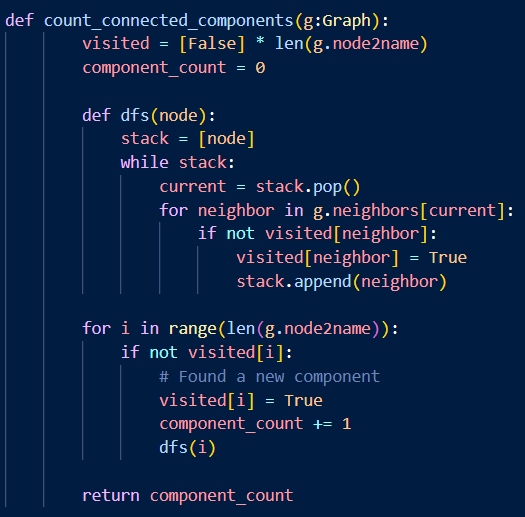 def count_connected_components(g:Graph):
        visited = [False] * len(g.node2name)
        component_count = 0

        def dfs(node):
            stack = [node]
            while stack:
                current = stack.pop()
                for neighbor in g.neighbors[current]:
                    if not visited[neighbor]:
                        visited[neighbor] = True
                        stack.append(neighbor)

        for i in range(len(g.node2name)):
            if not visited[i]:
                # Found a new component
                visited[i] = True
                component_count += 1
                dfs(i)

        return component_count